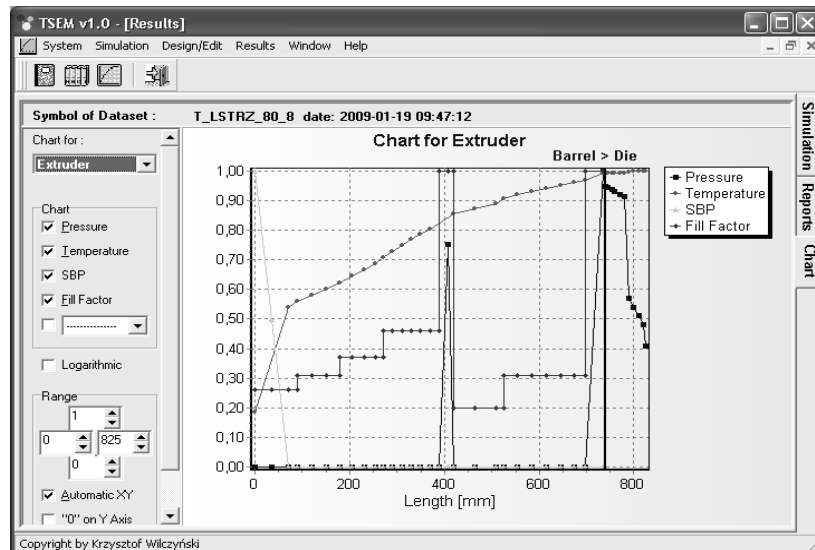 TSEM v1.0 - [Results]
System Simulation Design/Edit Results Window Help
Symbol of Dataset : T_LSTRZ_80_8 date: 2009-01-19 09:47:12
Chart for :
Extruder
Chart
Pressure
Temperature
SBP
Fill Factor
--------------
Logarithmic
Range
1
0 825
0
Automatic XY
"0" on Y Axis
Chart for Extruder
Barrel > Die
1,00
0,90
0,80
0,70
0,60
0,50
0,40
0,30
0,20
0,10
0,00
0 200 400 600 800
Length [mm]
Pressure
Temperature
SBP
Fill Factor
Simulation
Reports
Chart
Copyright by Krzysztof Wilczyński